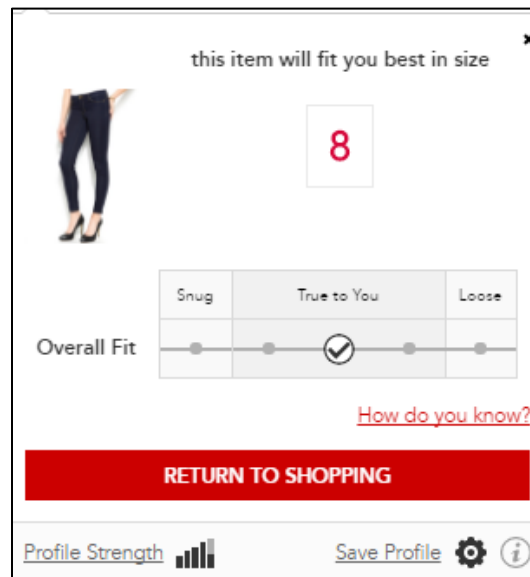 this item will fit you best in size
8
Snug True to You Loose
Overall Fit
How do you know?
RETURN TO SHOPPING
Profile Strength Save Profile i